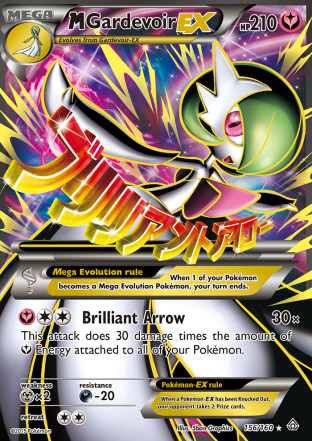 MEGA
M Gardevoir EX
HP210
Evolves from Gardevoir-EX
ブリリアントアロー
Mega Evolution rule
When 1 of your Pokémon
becomes a Mega Evolution Pokémon, your turn ends.
Brilliant Arrow 30×
This attack does 30 damage times the amount of
Energy attached to all of your Pokémon.
weakness
×2
resistance
-20
retreat
Pokémon-EX rule
When a Pokémon-EX has been Knocked Out,
your opponent takes 2 Prize cards.
©2015 Pokémon
Illus. 5ban Graphics
156/160